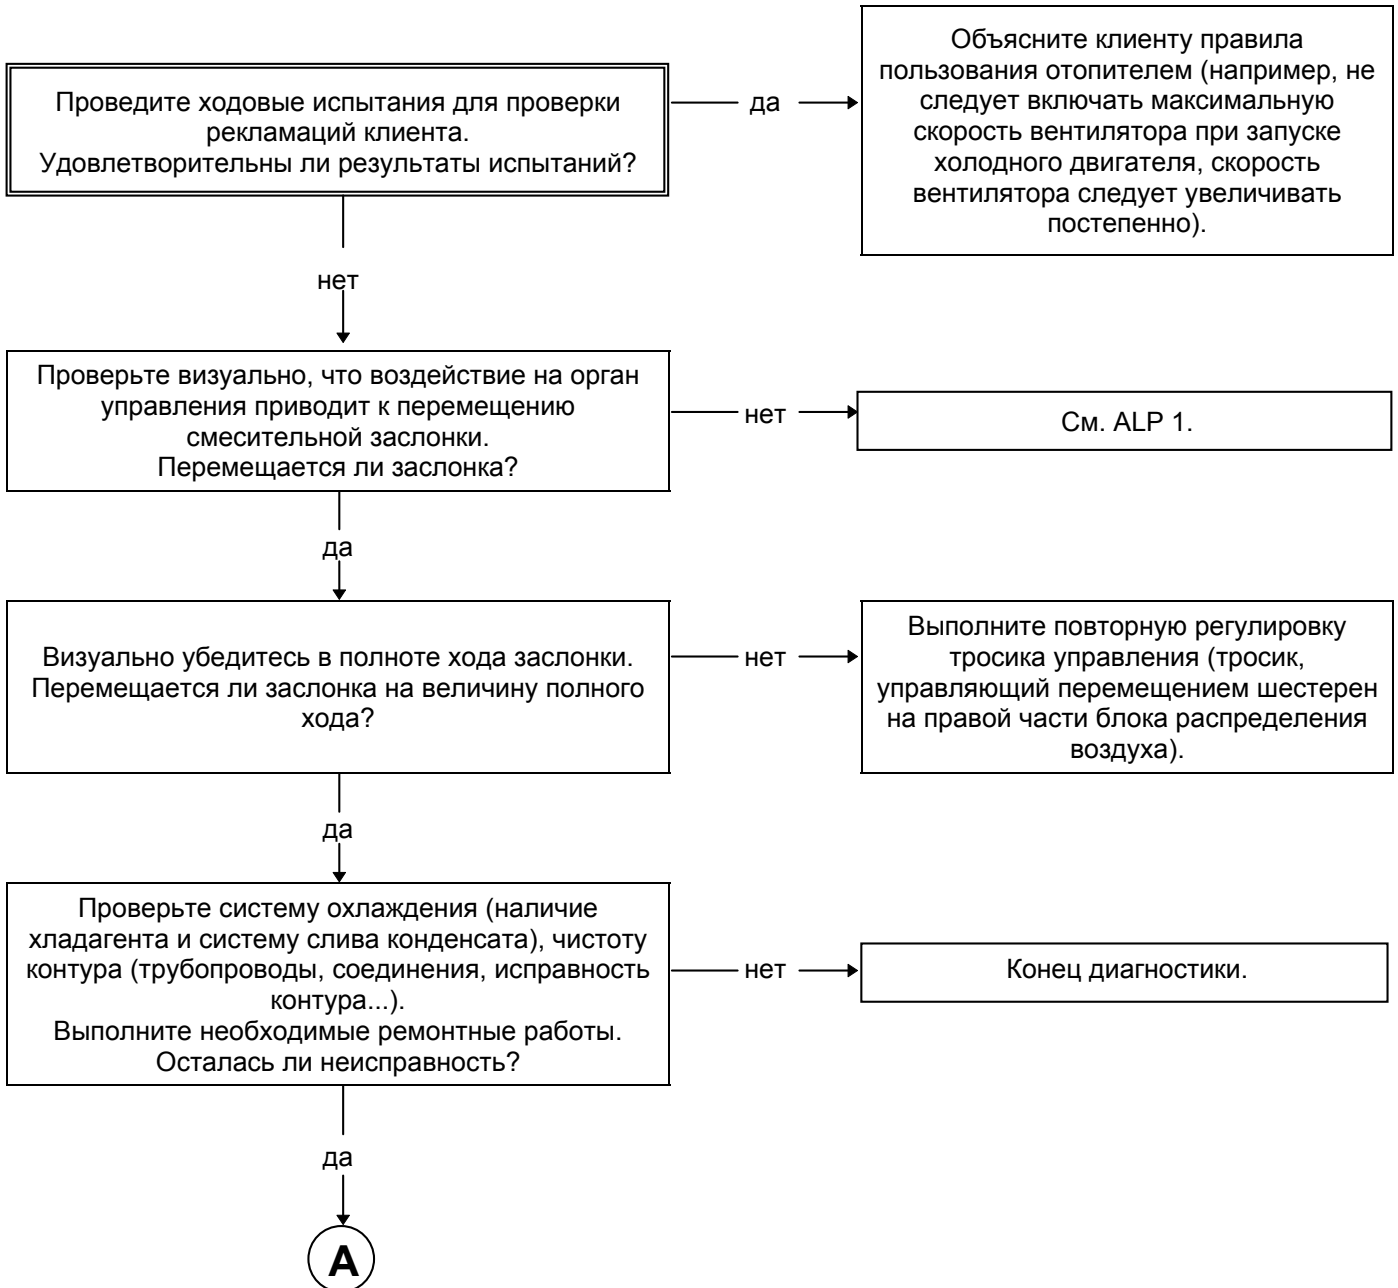 Проведите ходовые испытания для проверки
рекламаций клиента.
Удовлетворительны ли результаты испытаний?
да
Объясните клиенту правила
пользования отопителем (например, не
следует включать максимальную
скорость вентилятора при запуске
холодного двигателя, скорость
вентилятора следует увеличивать
постепенно).
нет
Проверьте визуально, что воздействие на орган
управления приводит к перемещению
смесительной заслонки.
Перемещается ли заслонка?
нет
См. ALP 1.
да
Визуально убедитесь в полноте хода заслонки.
Перемещается ли заслонка на величину полного
хода?
нет
Выполните повторную регулировку
тросика управления (тросик,
управляющий перемещением шестерен
на правой части блока распределения
воздуха).
да
Проверьте систему охлаждения (наличие
хладагента и систему слива конденсата), чистоту
контура (трубопроводы, соединения, исправность
контура...).
Выполните необходимые ремонтные работы.
Осталась ли неисправность?
нет
Конец диагностики.
да
A